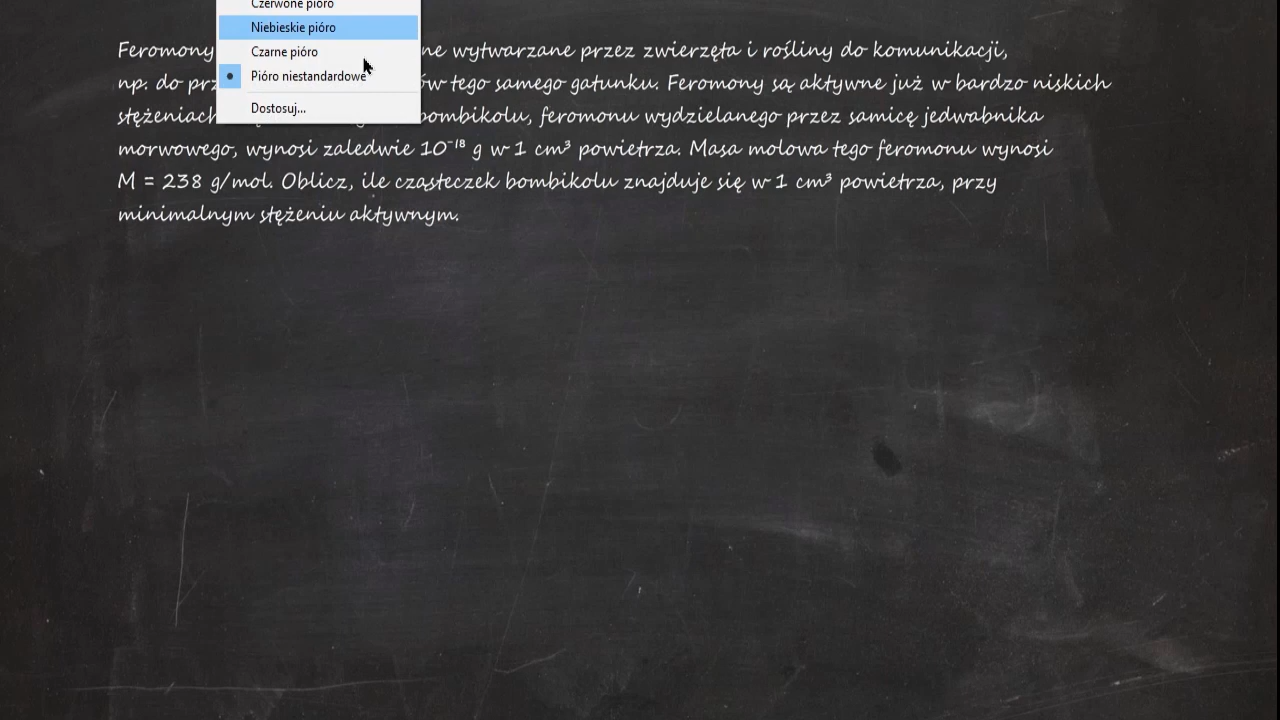 Czerwone pióro
Niebieskie pióro
Czarne pióro
Pióro niestandardowe
Dostosuj...
Feromony ne wytwarzane przez zwierzęta i rośliny do komunikacji,
np. do prz ów tego samego gatunku. Feromony są aktywne już w bardzo niskich
stężeniach bombikolu, feromonu wydzielanego przez samicę jedwabnika
morwowego, wynosi zaledwie 10⁻¹⁸ g w 1 cm³ powietrza. Masa molowa tego feromonu wynosi
M = 238 g/mol. Oblicz, ile cząsteczek bombikolu znajduje się w 1 cm³ powietrza, przy
minimalnym stężeniu aktywnym.